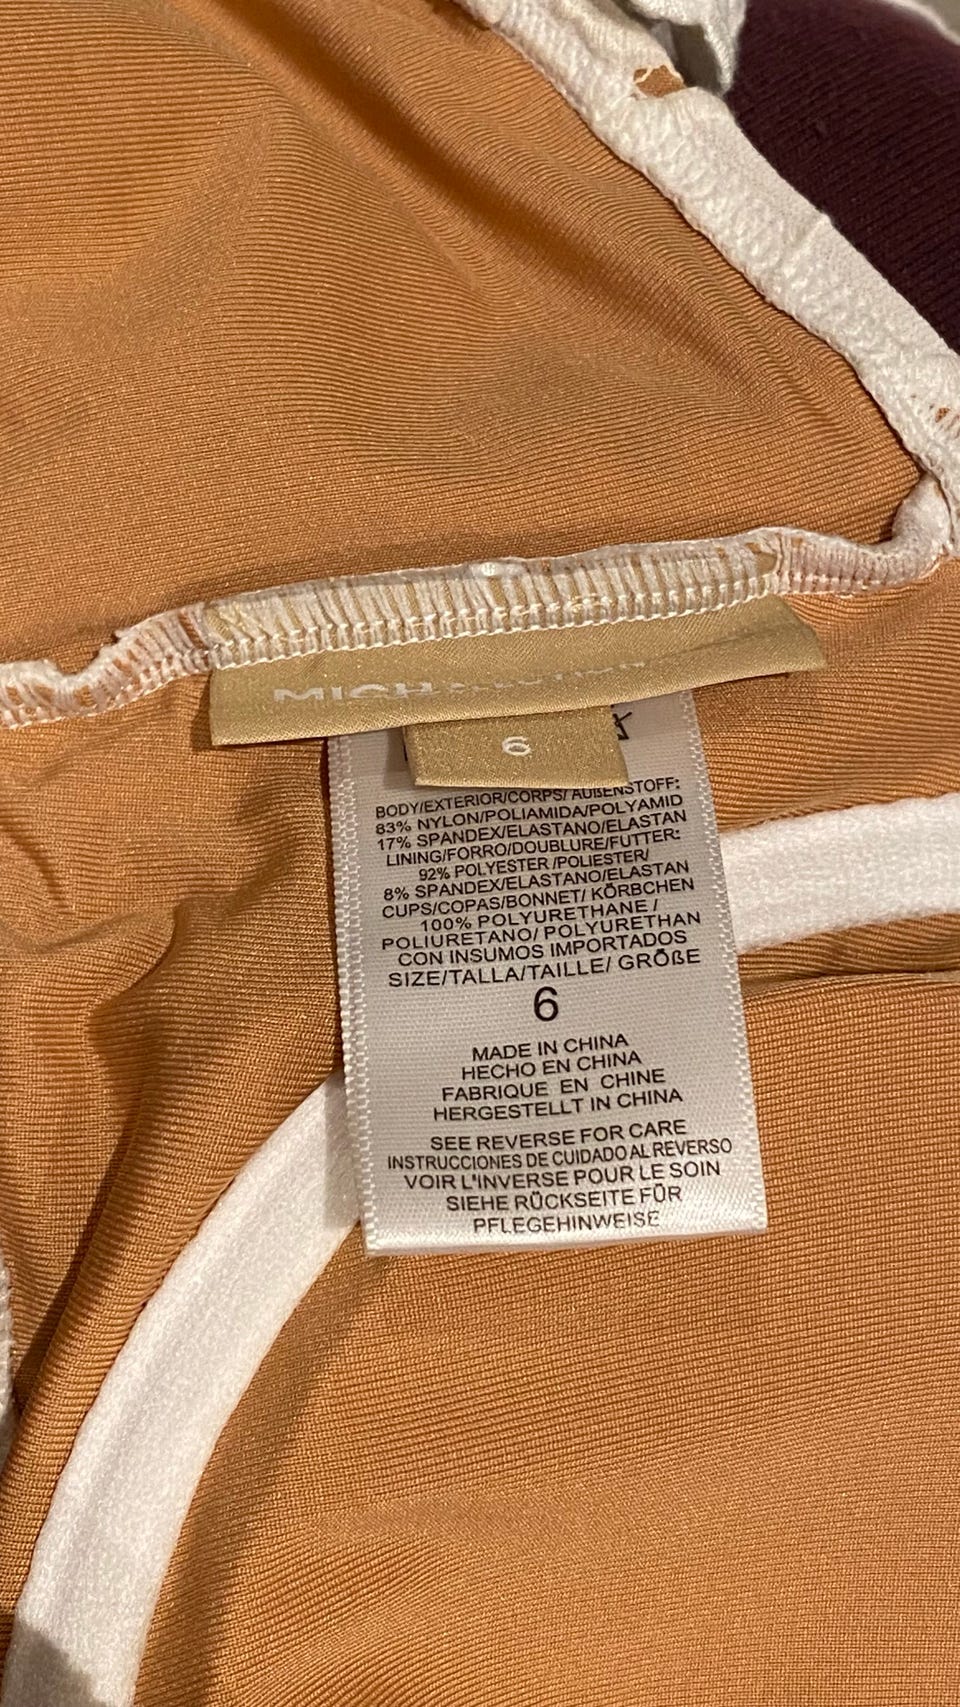 6
BODY/EXTERIOR/CORPS/ AUßENSTOFF:
83% NYLON/POLIAMIDA/POLYAMID
17% SPANDEX/ELASTANO/ELASTAN
LINING/FORRO/DOUBLURE/FUTTER:
92% POLYESTER /POLIESTER/
8% SPANDEX/ELASTANO/ELASTAN
CUPS/COPAS/BONNET/ KÖRBCHEN
100% POLYURETHANE /
POLIURETANO/ POLYURETHAN
CON INSUMOS IMPORTADOS
SIZE/TALLA/TAILLE/ GRÖßE
6
MADE IN CHINA
HECHO EN CHINA
FABRIQUE EN CHINE
HERGESTELLT IN CHINA
SEE REVERSE FOR CARE
INSTRUCCIONES DE CUIDADO AL REVERSO
VOIR L'INVERSE POUR LE SOIN
SIEHE RÜCKSEITE FÜR
PFLEGEHINWEISE